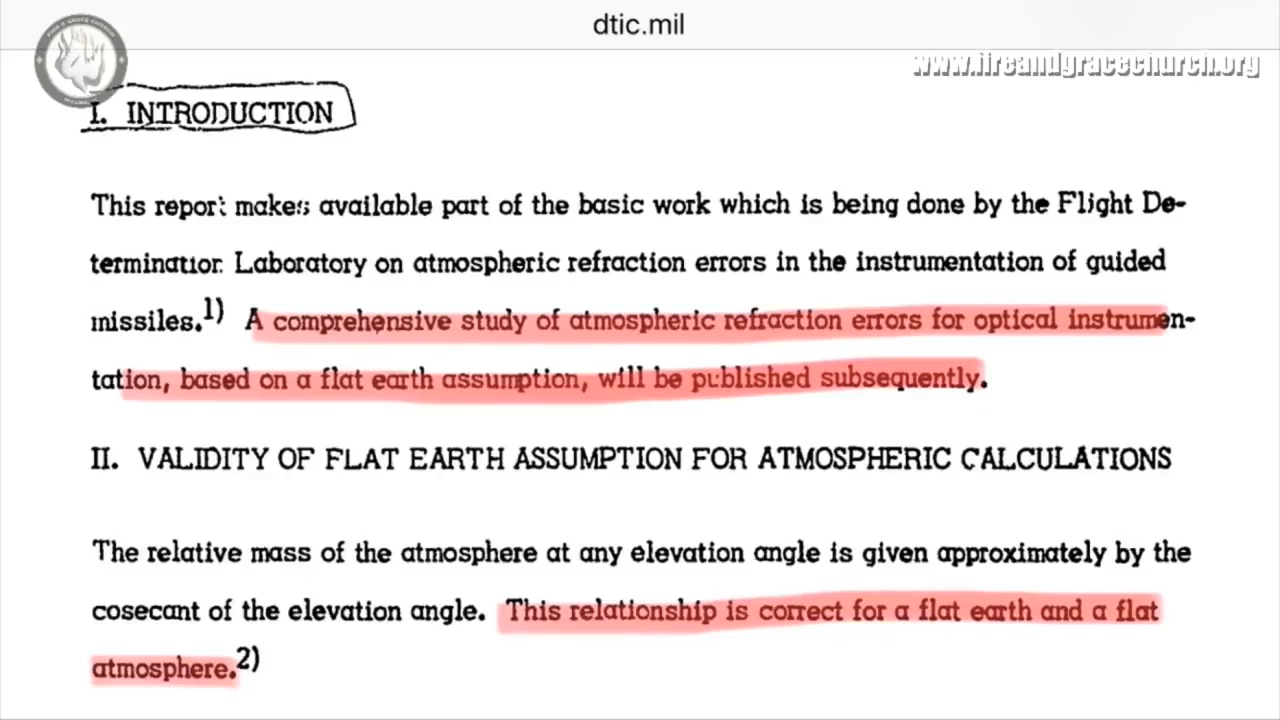 dtic.mil
www.fireandgracechurch.org
I. INTRODUCTION
This report makes available part of the basic work which is being done by the Flight De-
termination Laboratory on atmospheric refraction errors in the instrumentation of guided
missiles.1) A comprehensive study of atmospheric refraction errors for optical instrumen-
tation, based on a flat earth assumption, will be published subsequently.
II. VALIDITY OF FLAT EARTH ASSUMPTION FOR ATMOSPHERIC CALCULATIONS
The relative mass of the atmosphere at any elevation angle is given approximately by the
cosecant of the elevation angle. This relationship is correct for a flat earth and a flat
atmosphere.2)